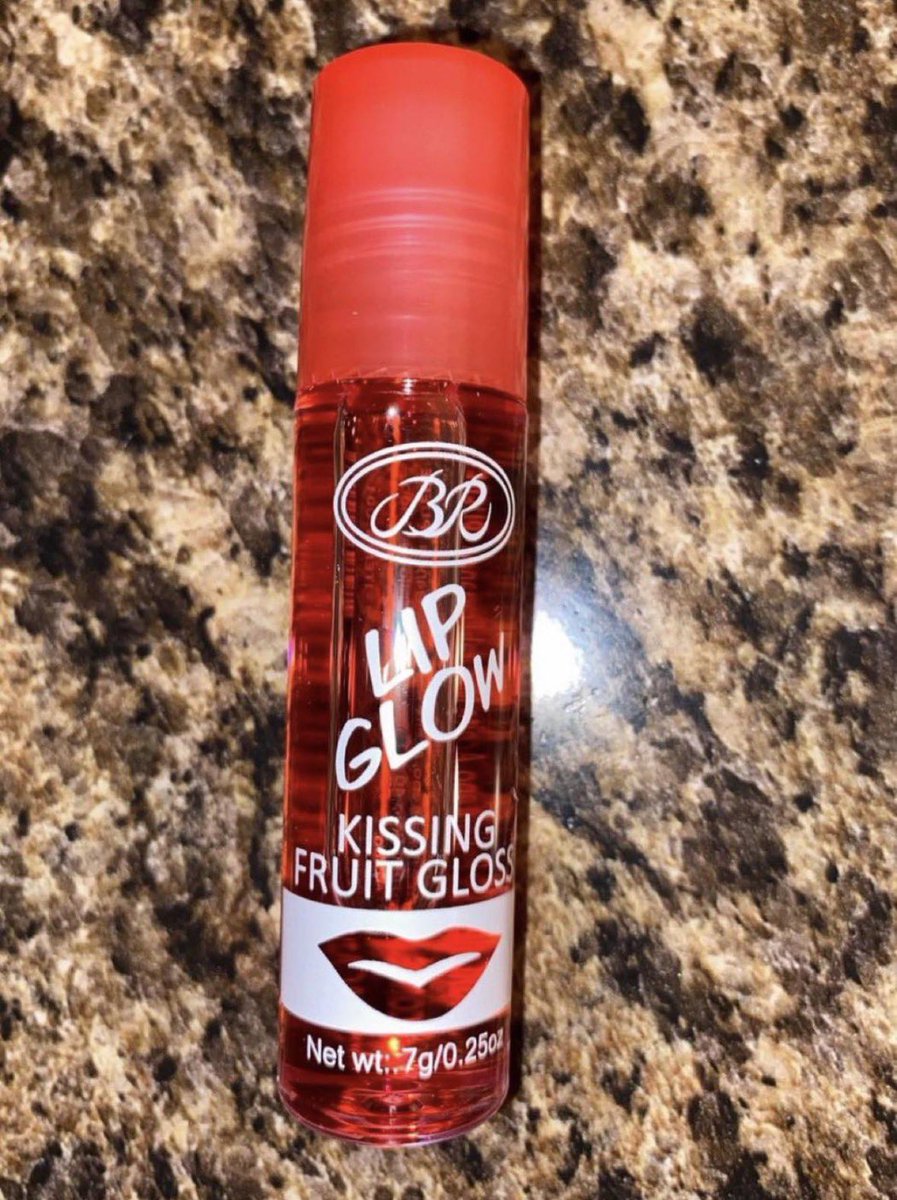 BR
LIP
GLOW
KISSING
FRUIT GLOSS
Net wt:. 7g/0.25oz